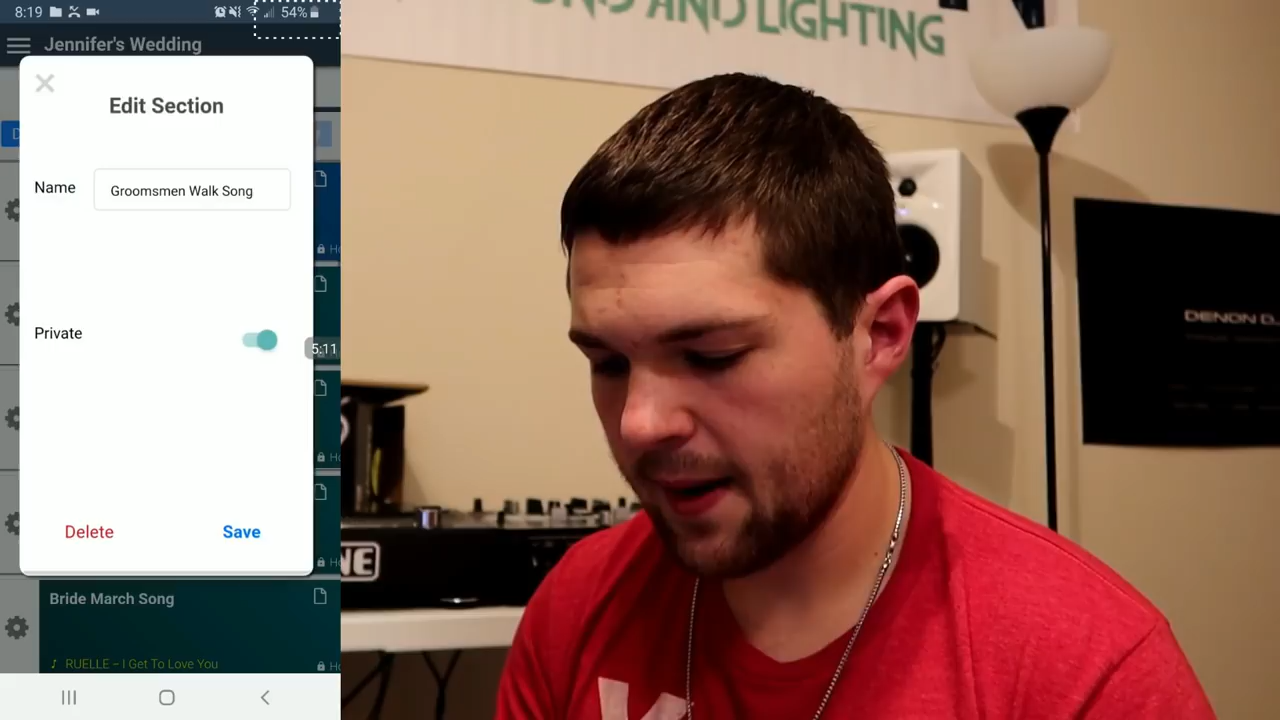 8:19
54%
Jennifer's Wedding
Edit Section
Name
Groomsmen Walk Song
Private
5:11
Delete
Save
Bride March Song
♪ RUELLE – I Get To Love You
AND LIGHTING
DENON DJ